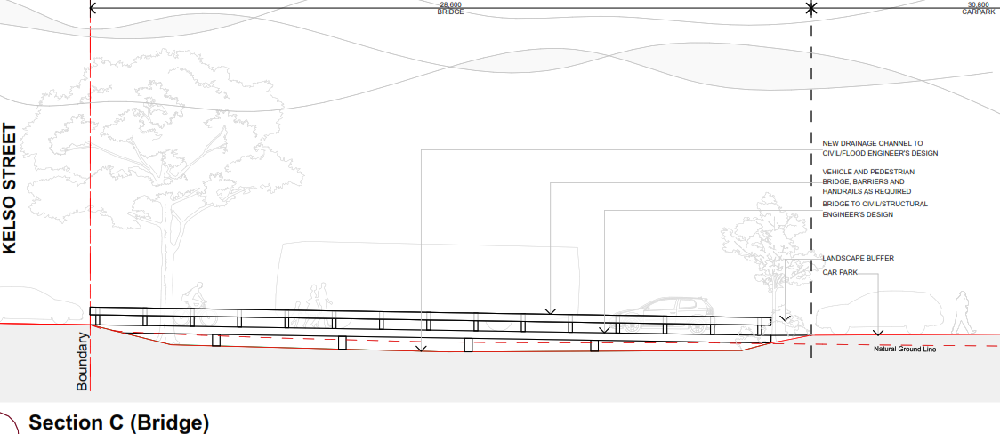 28,600
BRIDGE
30,800
CARPARK
KELSO STREET
NEW DRAINAGE CHANNEL TO
CIVIL/FLOOD ENGINEER'S DESIGN
VEHICLE AND PEDESTRIAN
BRIDGE, BARRIERS AND
HANDRAILS AS REQUIRED
BRIDGE TO CIVIL/STRUCTURAL
ENGINEER'S DESIGN
LANDSCAPE BUFFER
CAR PARK
Boundary
Natural Ground Line
Section C (Bridge)